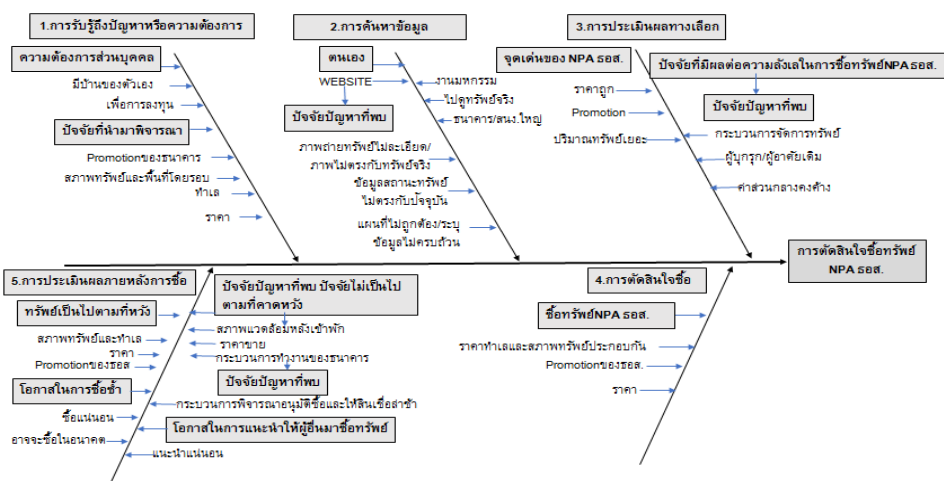 1.การรับรู้ถึงปัญหาหรือความต้องการ
ความต้องการส่วนบุคคล
มีบ้านของตัวเอง
เพื่อการลงทุน
ปัจจัยที่นำมาพิจารณา
Promotionของธนาคาร
สภาพทรัพย์และพื้นที่โดยรอบ
ทำเล
ราคา
2.การค้นหาข้อมูล
ตนเอง
WEBSITE
งานมหกรรม
ไปดูทรัพย์จริง
ธนาคาร/สนง.ใหญ่
ปัจจัยปัญหาที่พบ
ภาพถ่ายทรัพย์ไม่ละเอียด/
ภาพไม่ตรงกับทรัพย์จริง
ข้อมูลสถานะทรัพย์
ไม่ตรงกับปัจจุบัน
แผนที่ไม่ถูกต้อง/ระบุ
ข้อมูลไม่ครบถ้วน
3.การประเมินผลทางเลือก
จุดเด่นของ NPA ธอส.
ราคาถูก
Promotion
ปริมาณทรัพย์เยอะ
ปัจจัยที่มีผลต่อความลังเลในการซื้อทรัพย์NPAธอส.
ปัจจัยปัญหาที่พบ
กระบวนการจัดการทรัพย์
ผู้บุกรุก/ผู้อาศัยเดิม
ค่าส่วนกลางคงค้าง
การตัดสินใจซื้อทรัพย์
NPA ธอส.
5.การประเมินผลภายหลังการซื้อ
ทรัพย์เป็นไปตามที่หวัง
สภาพทรัพย์และทำเล
ราคา
Promotionของธอส
โอกาสในการซื้อซ้ำ
ซื้อแน่นอน
อาจจะซื้อในอนาคต
ปัจจัยปัญหาที่พบ ปัจจัยไม่เป็นไป
ตามที่คาดหวัง
สภาพแวดล้อมหลังเข้าพัก
ราคาขาย
กระบวนการทำงานของธนาคาร
ปัจจัยปัญหาที่พบ
กระบวนการพิจารณาอนุมัติซื้อและให้สินเชื่อล่าช้า
โอกาสในการแนะนำให้ผู้อื่นมาซื้อทรัพย์
แนะนำแน่นอน
4.การตัดสินใจซื้อ
ซื้อทรัพย์NPA ธอส.
ราคาทำเลและสภาพทรัพย์ประกอบกัน
Promotionของธอส.
ราคา